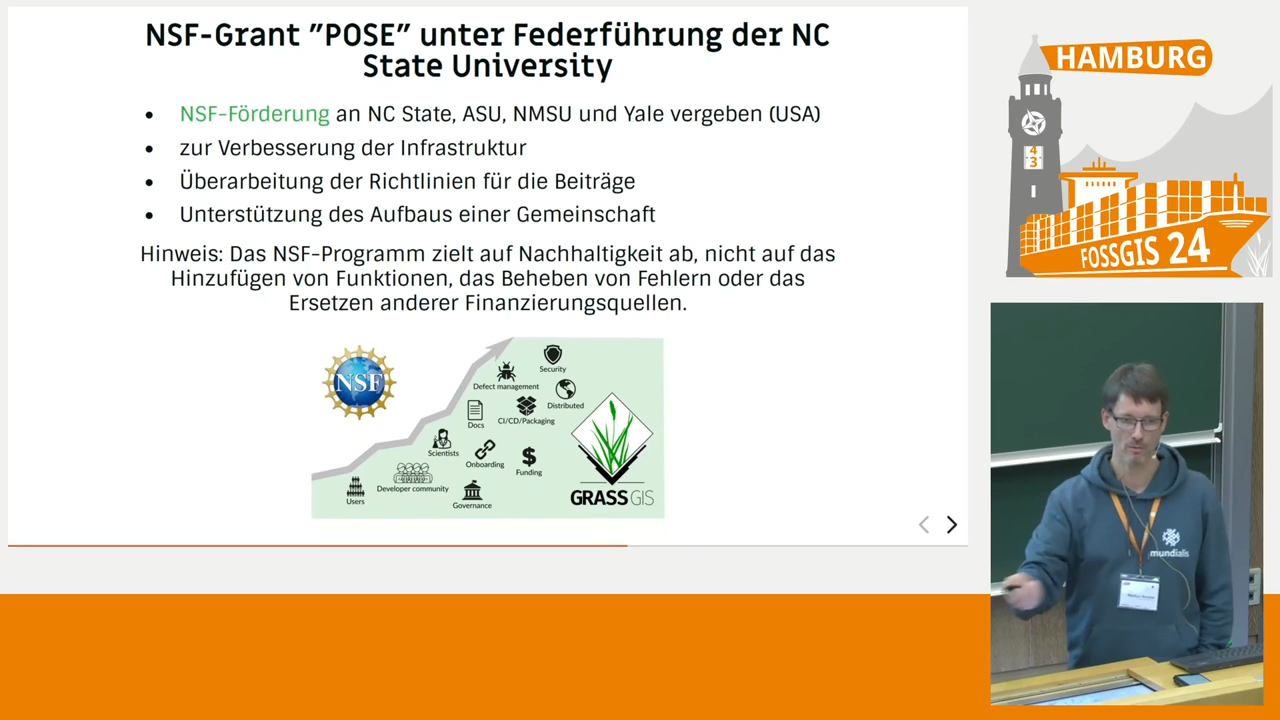 NSF-Grant ”POSE” unter Federführung der NC
State University
• NSF-Förderung an NC State, ASU, NMSU und Yale vergeben (USA)
• zur Verbesserung der Infrastruktur
• Überarbeitung der Richtlinien für die Beiträge
• Unterstützung des Aufbaus einer Gemeinschaft
Hinweis: Das NSF-Programm zielt auf Nachhaltigkeit ab, nicht auf das
Hinzufügen von Funktionen, das Beheben von Fehlern oder das
Ersetzen anderer Finanzierungsquellen.
NSF
Security
Defect management
Distributed
Docs
CI/CD/Packaging
Scientists
Onboarding
$
Funding
Users
Developer community
Governance
GRASS GIS
HAMBURG
4
3
FOSSGIS 24
mundialis